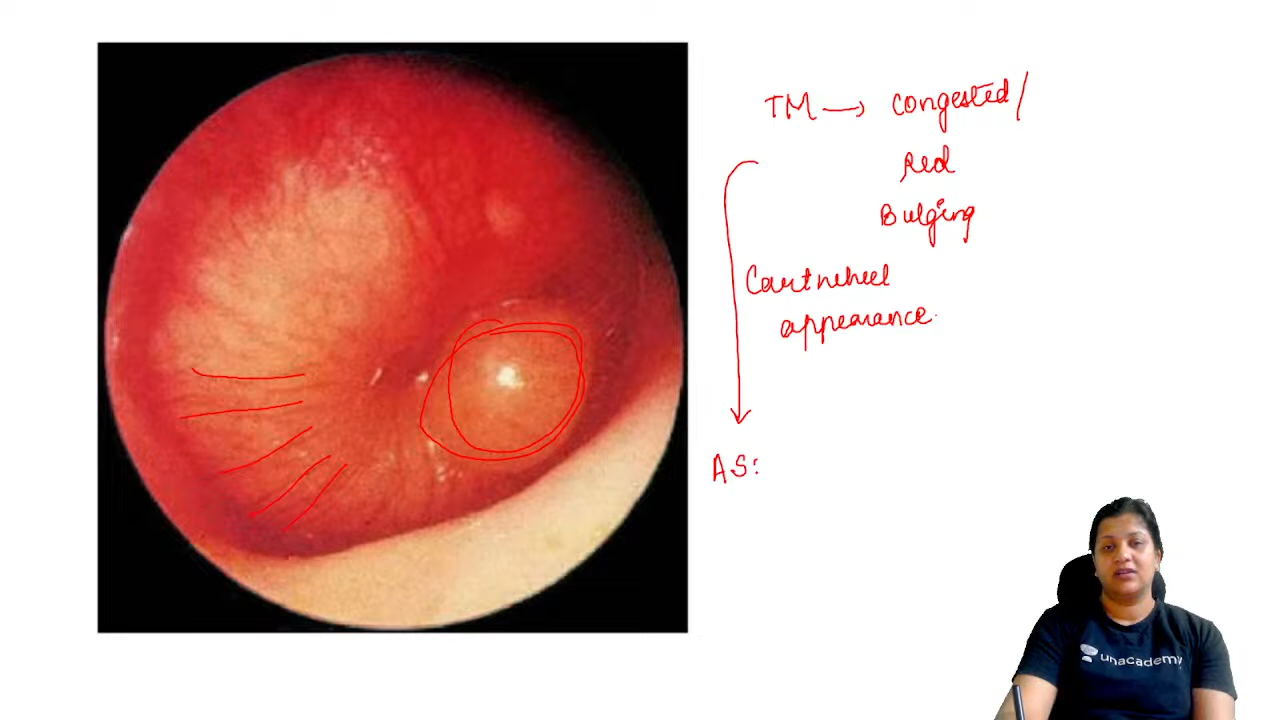 TM → congested/
Red
Bulging
Cartwheel
appearance.
AS:
unacademy